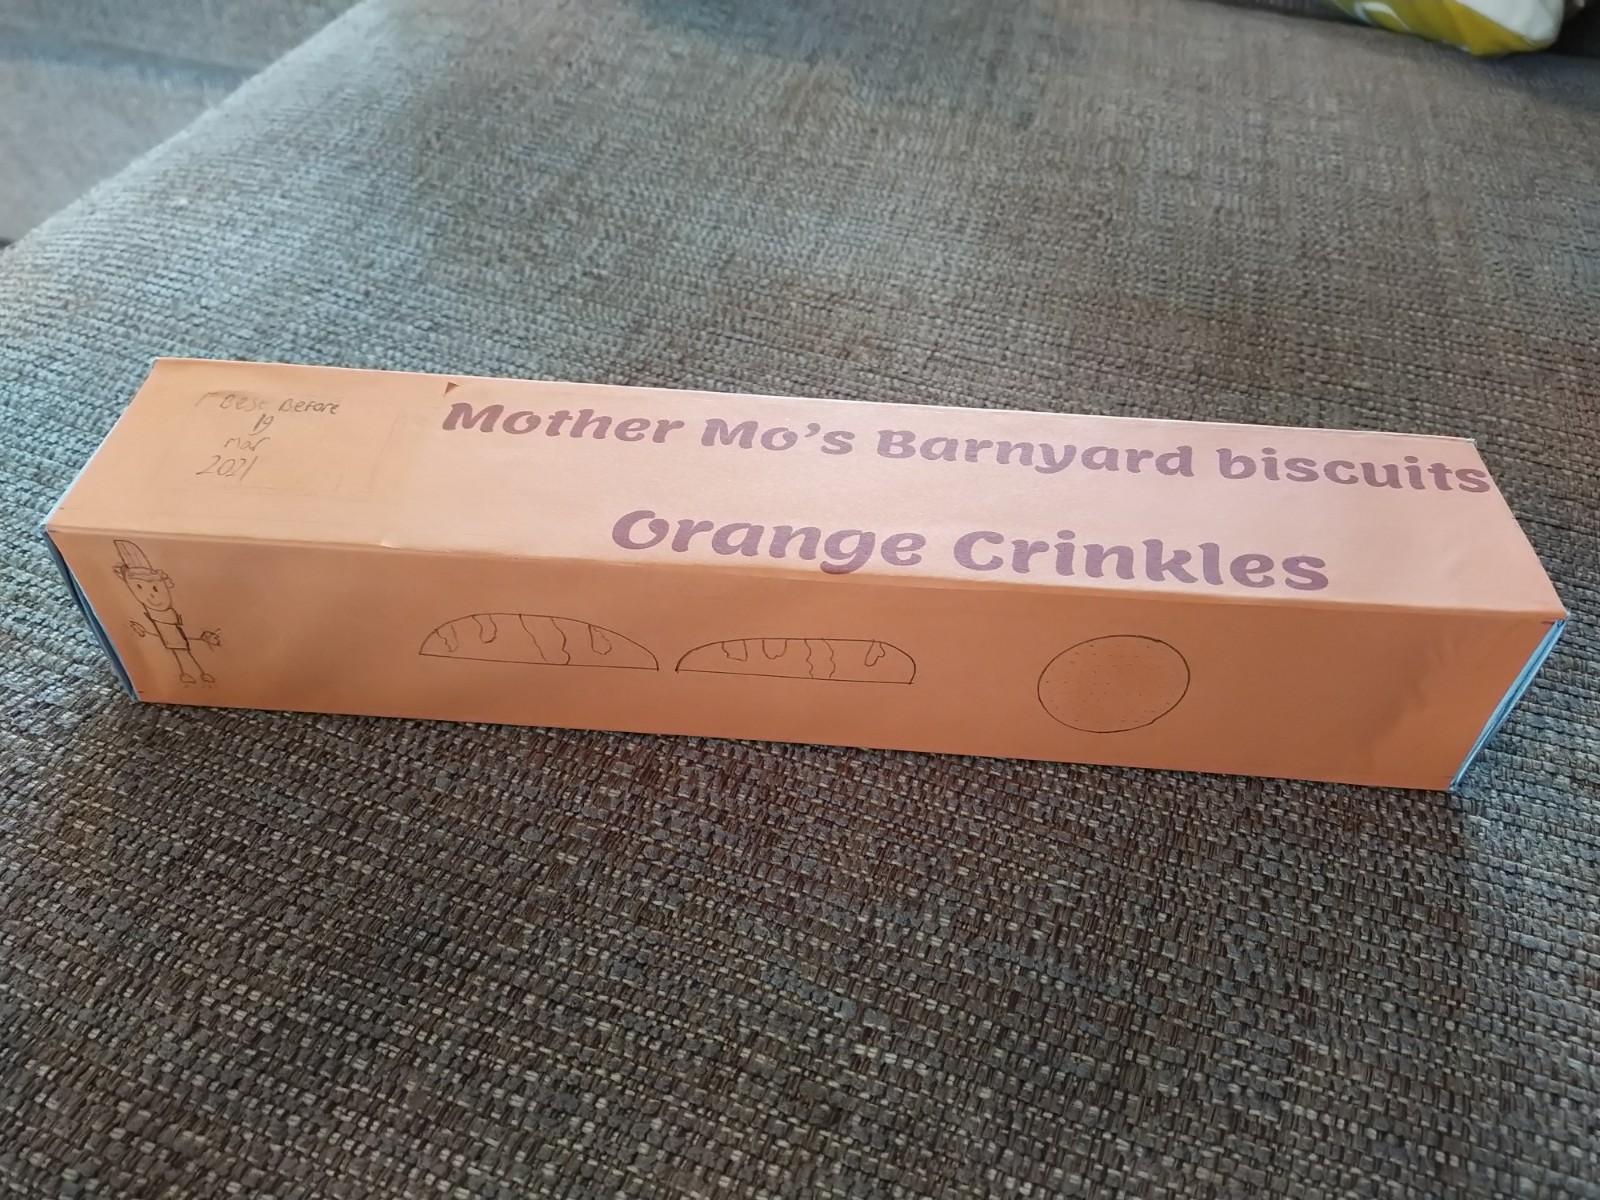 Best Before
19
mar
2021
Mother Mo's Barnyard biscuits
Orange Crinkles